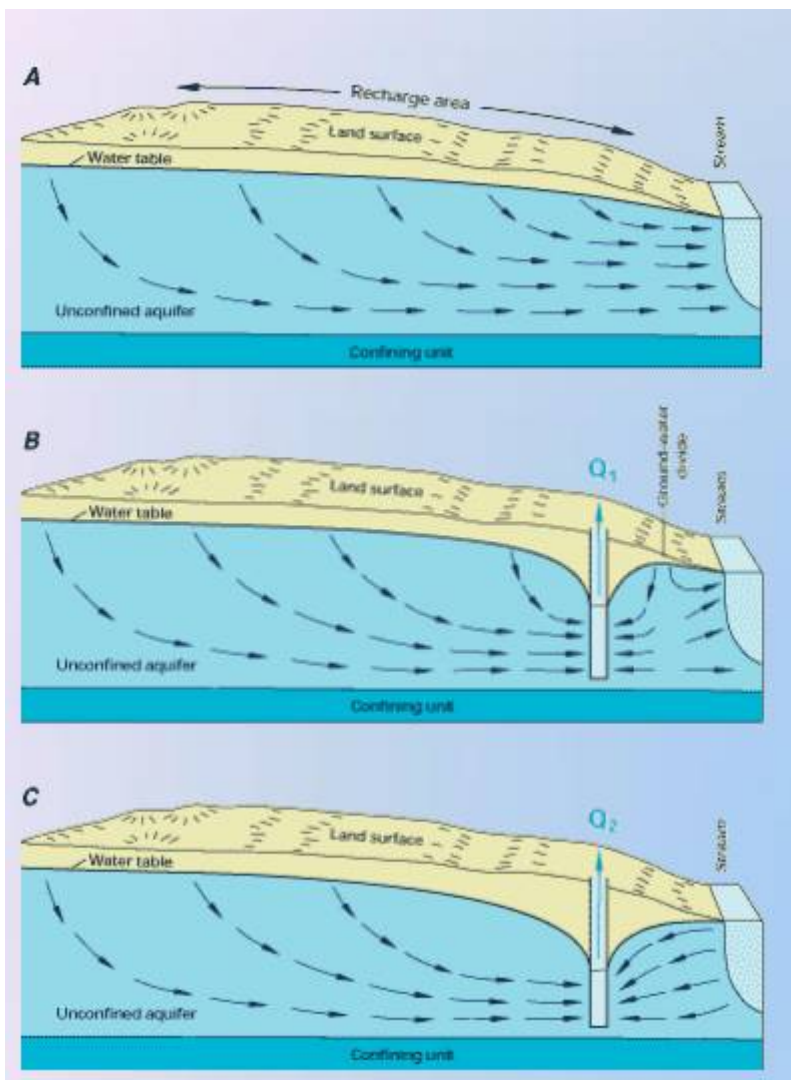 A
Recharge area
Land surface
Stream
Water table
Unconfined aquifer
Confining unit
B
Q1
Ground-water
divide
Stream
Land surface
Water table
Unconfined aquifer
Confining unit
C
Q2
Stream
Land surface
Water table
Unconfined aquifer
Confining unit